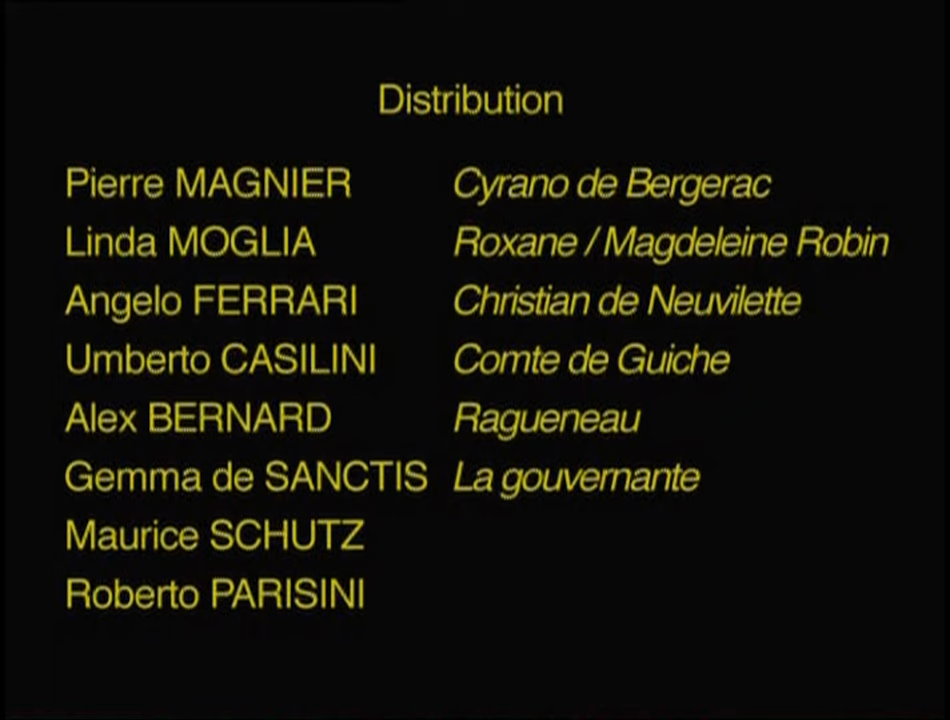 Distribution
Pierre MAGNIER Cyrano de Bergerac
Linda MOGLIA Roxane / Magdeleine Robin
Angelo FERRARI Christian de Neuvilette
Umberto CASILINI Comte de Guiche
Alex BERNARD Ragueneau
Gemma de SANCTIS La gouvernante
Maurice SCHUTZ
Roberto PARISINI